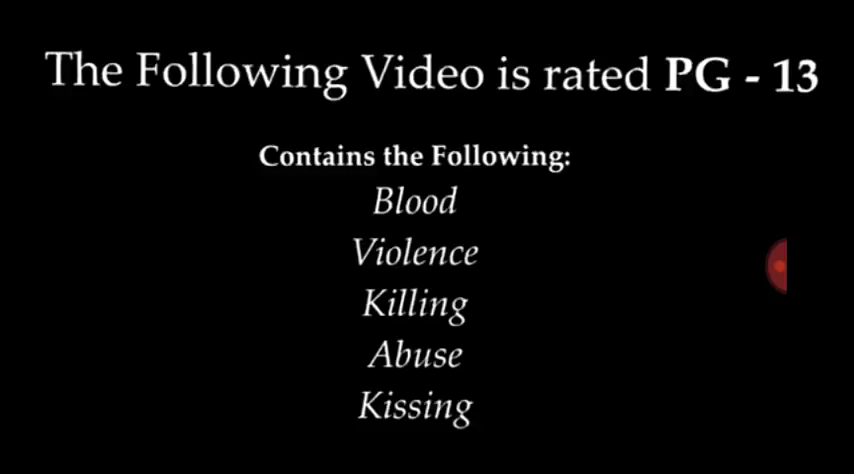 The Following Video is rated PG - 13
Contains the Following:
Blood
Violence
Killing
Abuse
Kissing